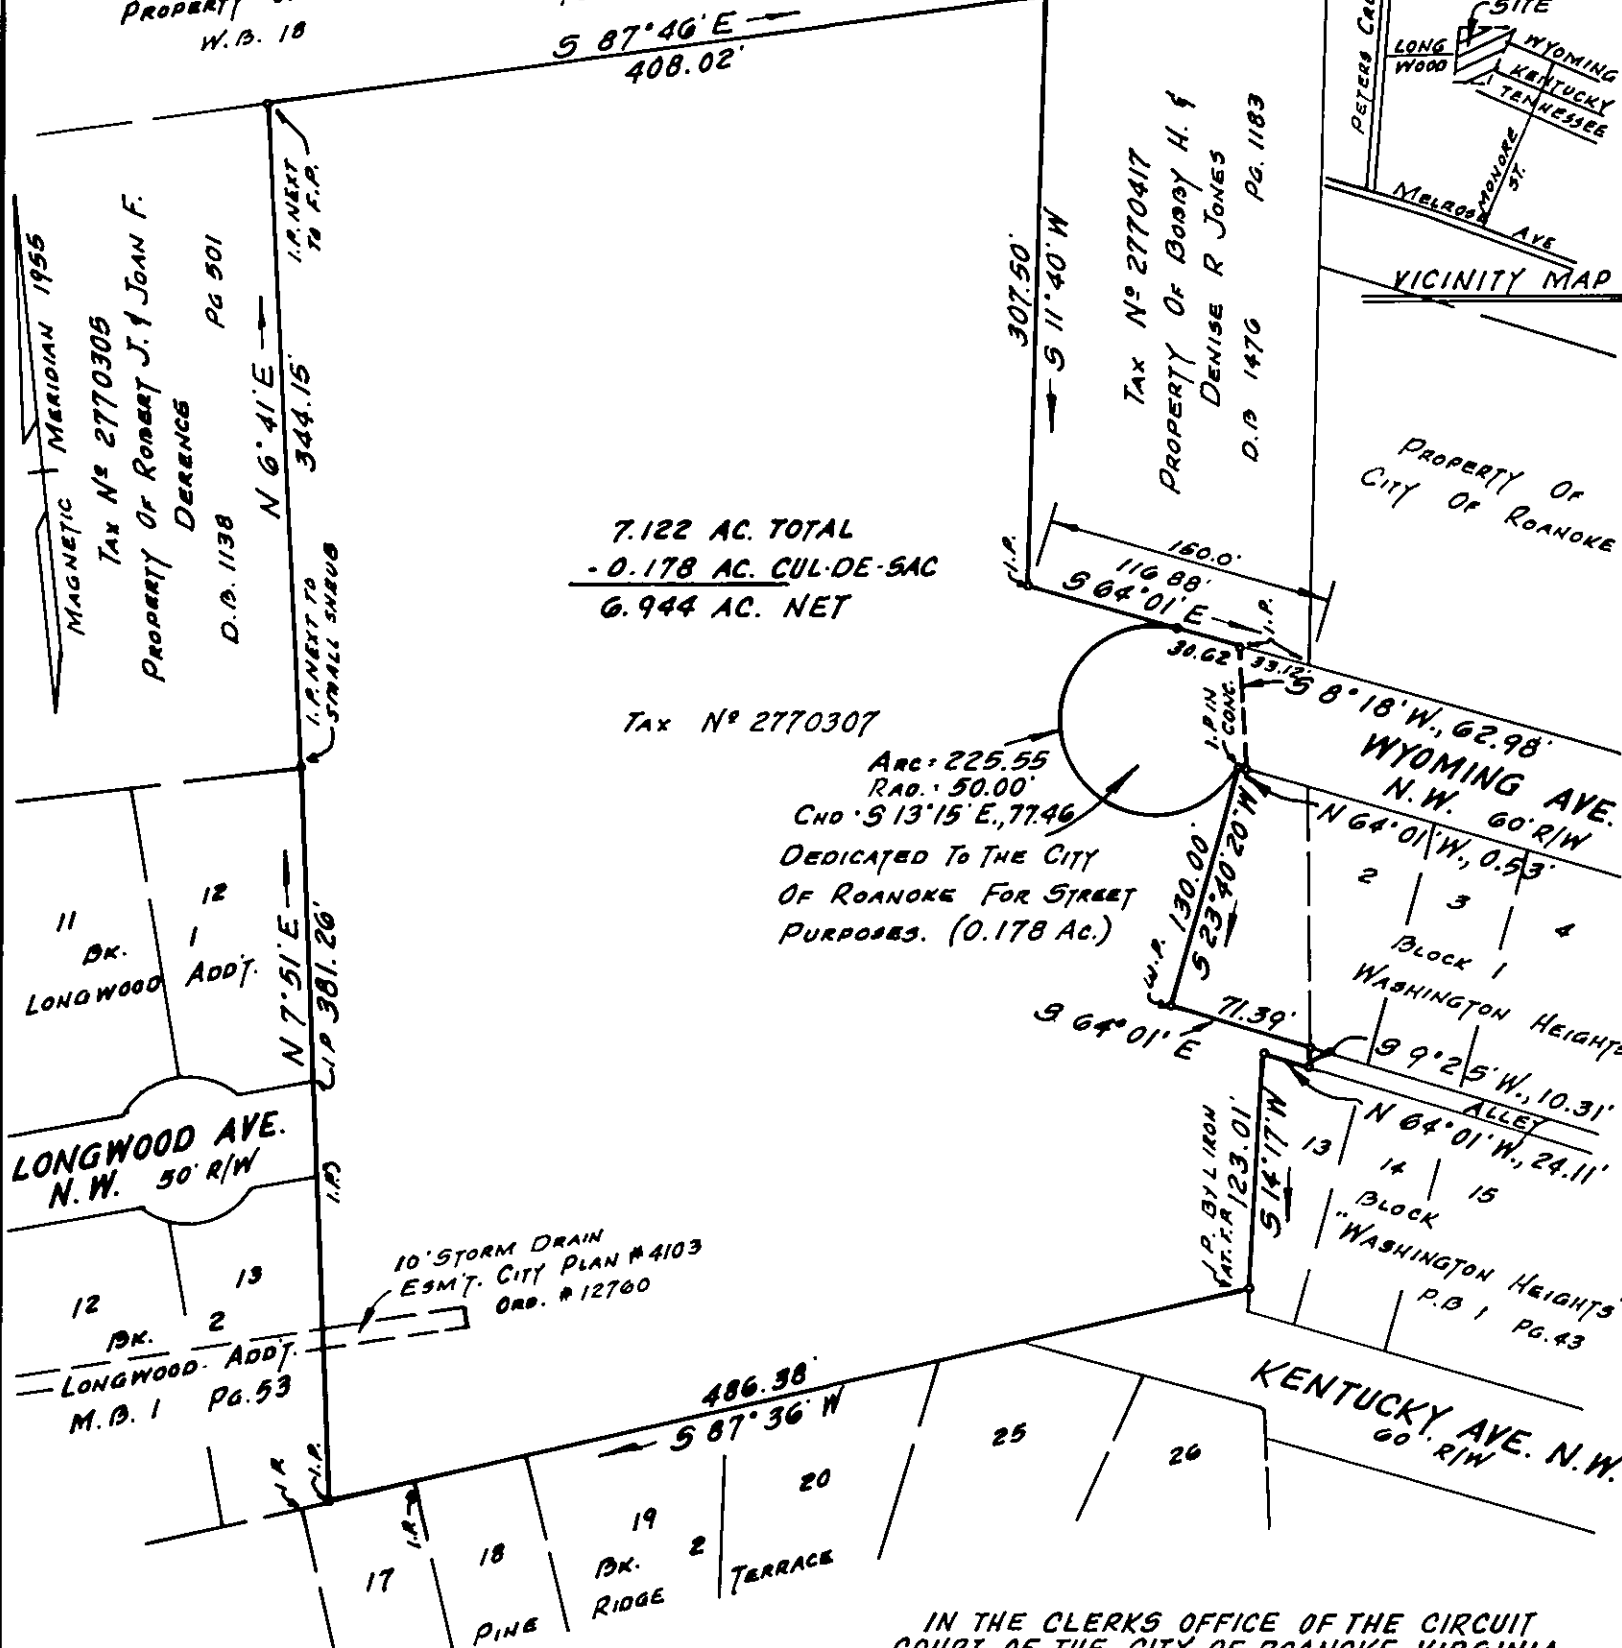 PROPERTY
W.B. 18
S 87°46' E
408.02'
SITE
LONG
WOOD
WYOMING
KENTUCKY
TENNESSEE
PETERS
MONORE
ST.
MELROSE AVE
VICINITY MAP
I.P. NEXT
TO F.P.
MAGNETIC MERIDIAN 1955
TAX Nº 2770305
PROPERTY OF ROBERT J. & JOAN F.
DERENGE
D.B. 1138 PG 501
N 6°41' E
344.15'
I.P. NEXT TO
SMALL SHRUB
307.50'
S 11°40' W
TAX Nº 2770417
PROPERTY OF BOBBY H. &
DENISE R JONES
D.B 1476 PG. 1183
PROPERTY OF
CITY OF ROANOKE
7.122 AC. TOTAL
- 0.178 AC. CUL-DE-SAC
6.944 AC. NET
I.P.
160.0'
116.88'
S 64°01' E
I.P.
30.62
33.12'
S 8°18' W., 62.98'
I.P. IN
CONC.
WYOMING AVE.
N.W. 60' R/W
TAX Nº 2770307
ARC = 225.55
RAD. = 50.00'
CHD = S 13°15' E., 77.46
DEDICATED TO THE CITY
OF ROANOKE FOR STREET
PURPOSES. (0.178 AC.)
N 64°01' W., 0.53'
130.00'
S 23°40'20" W
W.P.
S 64°01' E
71.39'
2
3
4
BLOCK 1
WASHINGTON HEIGHTS
S 9°25' W., 10.31'
ALLEY
N 64°01' W., 24.11'
11
12
BK. 1
LONGWOOD ADD'T.
N 7°51' E
381.26'
I.P
LONGWOOD AVE.
N.W. 50' R/W
I.P.
I.P. BY L IRON
AT. F.P.
123.01'
S 14°17' W
13
14
15
BLOCK
"WASHINGTON HEIGHTS"
P.B 1 PG. 43
10' STORM DRAIN
ESM'T. CITY PLAN #4103
ORD. #12760
12
13
BK. 2
LONGWOOD ADD'T.
M.B. 1 PG. 53
I.P.
I.P.
486.38'
S 87°36' W
KENTUCKY AVE. N.W.
60' R/W
I.P.
17
18
19
20
25
26
BK. 2
PINE RIDGE TERRACE
IN THE CLERKS OFFICE OF THE CIRCUIT
COURT OF THE CITY OF ROANOKE VIRGINIA